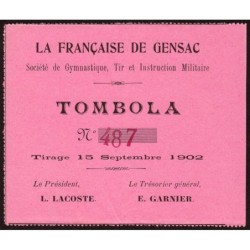 LA FRANÇAISE DE GENSAC
Société de Gymnastique, Tir et Instruction Militaire
TOMBOLA
N° 487
Tirage 15 Septembre 1902
Le Président, Le Trésorier général,
L. LACOSTE. E. GARNIER.